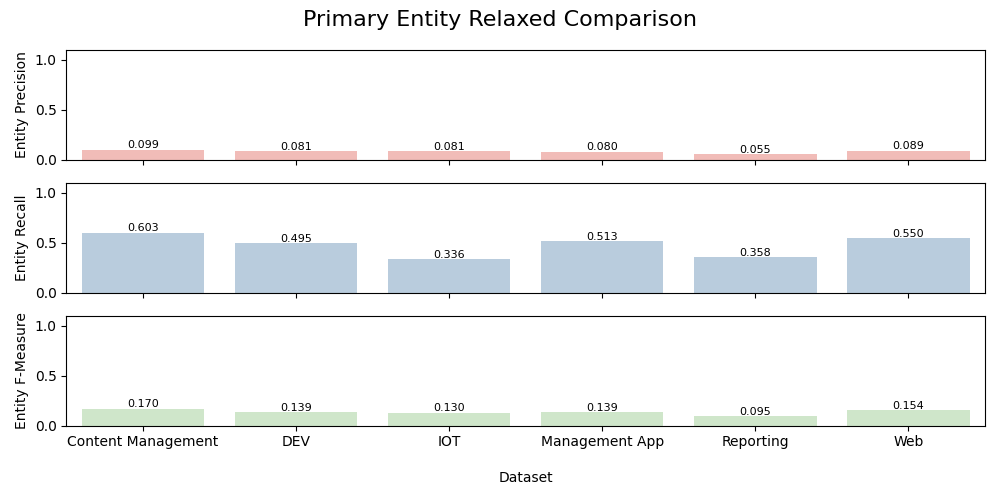 Primary Entity Relaxed Comparison
Entity Precision
1.0
0.5
0.0
0.099 0.081 0.081 0.080 0.055 0.089
Entity Recall
1.0
0.5
0.0
0.603 0.495 0.336 0.513 0.358 0.550
Entity F-Measure
1.0
0.5
0.0
0.170 0.139 0.130 0.139 0.095 0.154
Content Management DEV IOT Management App Reporting Web
Dataset